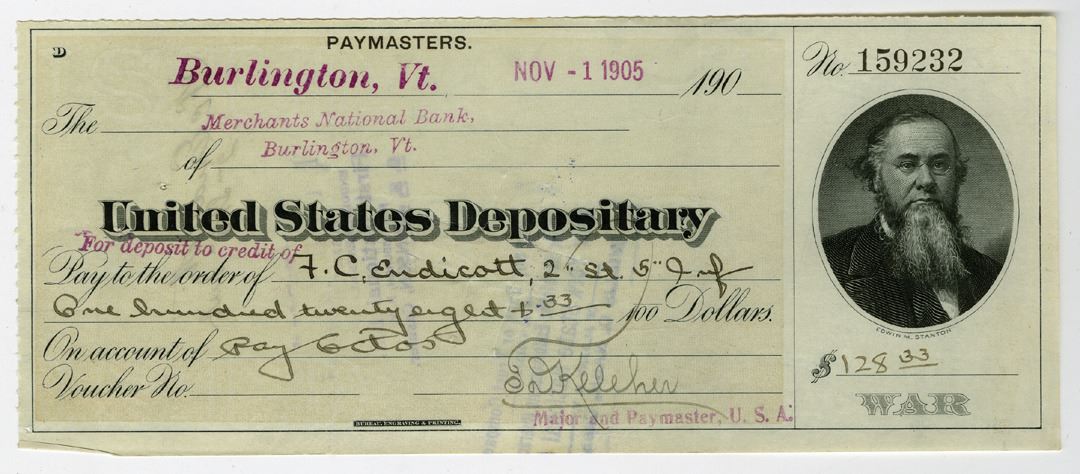 D
PAYMASTERS.
Burlington, Vt. NOV - 1 1905 190
No. 159232
The Merchants National Bank,
of Burlington, Vt.
United States Depositary
For deposit to credit of
Pay to the order of F. C. Endicott, 2" Lt. 5" Inf
One hundred twenty eight & 33/100 Dollars.
EDWIN M. STANTON
On account of Pay Octo 05
$128 33
Voucher No.
Major and Paymaster, U. S. A.
WAR
BUREAU, ENGRAVING & PRINTING.